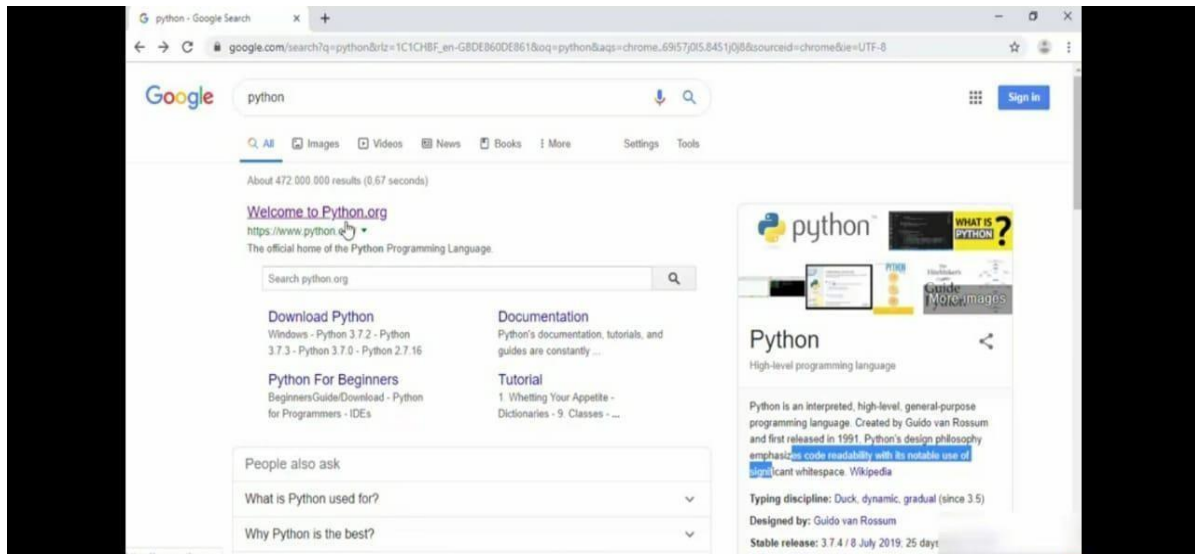 python - Google Search
google.com/search?q=python&rlz=1C1CHBF_en-GBDE860DE861&oq=python&aqs=chrome..69i57j0l5.8451j0j8&sourceid=chrome&ie=UTF-8
Google
python
Sign in
All Images Videos News Books More Settings Tools
About 472.000.000 results (0,67 seconds)
Welcome to Python.org
https://www.python.
The official home of the Python Programming Language.
Search python.org
Download Python
Windows - Python 3.7.2 - Python
3.7.3 - Python 3.7.0 - Python 2.7.16
Documentation
Python's documentation, tutorials, and
guides are constantly ...
Python For Beginners
BeginnersGuide/Download - Python
for Programmers - IDEs
Tutorial
1. Whetting Your Appetite -
Dictionaries - 9. Classes - ...
People also ask
What is Python used for?
Why Python is the best?
python
WHAT IS
PYTHON ?
PYTHON
Guide
More images
Python
High-level programming language
Python is an interpreted, high-level, general-purpose
programming language. Created by Guido van Rossum
and first released in 1991, Python's design philosophy
emphasizes code readability with its notable use of
significant whitespace. Wikipedia
Typing discipline: Duck, dynamic, gradual (since 3.5)
Designed by: Guido van Rossum
Stable release: 3.7.4 / 8 July 2019; 25 days